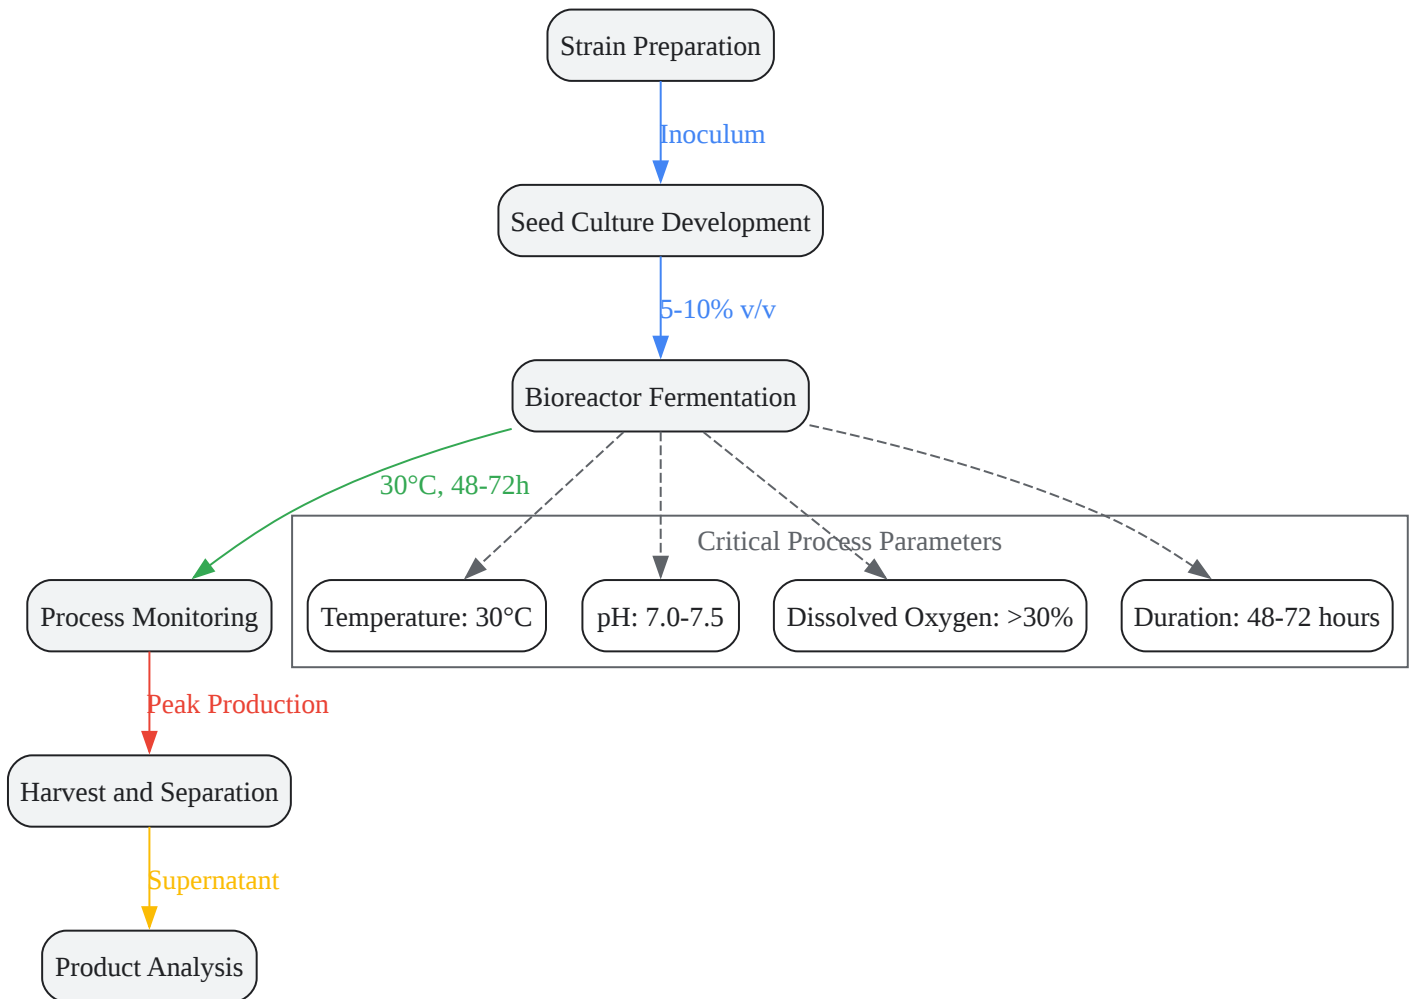 Strain Preparation
Inoculum
Seed Culture Development
5-10% v/v
Bioreactor Fermentation
30°C, 48-72h
Critical Process Parameters
Process Monitoring
Temperature: 30°C
pH: 7.0-7.5
Dissolved Oxygen: >30%
Duration: 48-72 hours
Peak Production
Harvest and Separation
Supernatant
Product Analysis